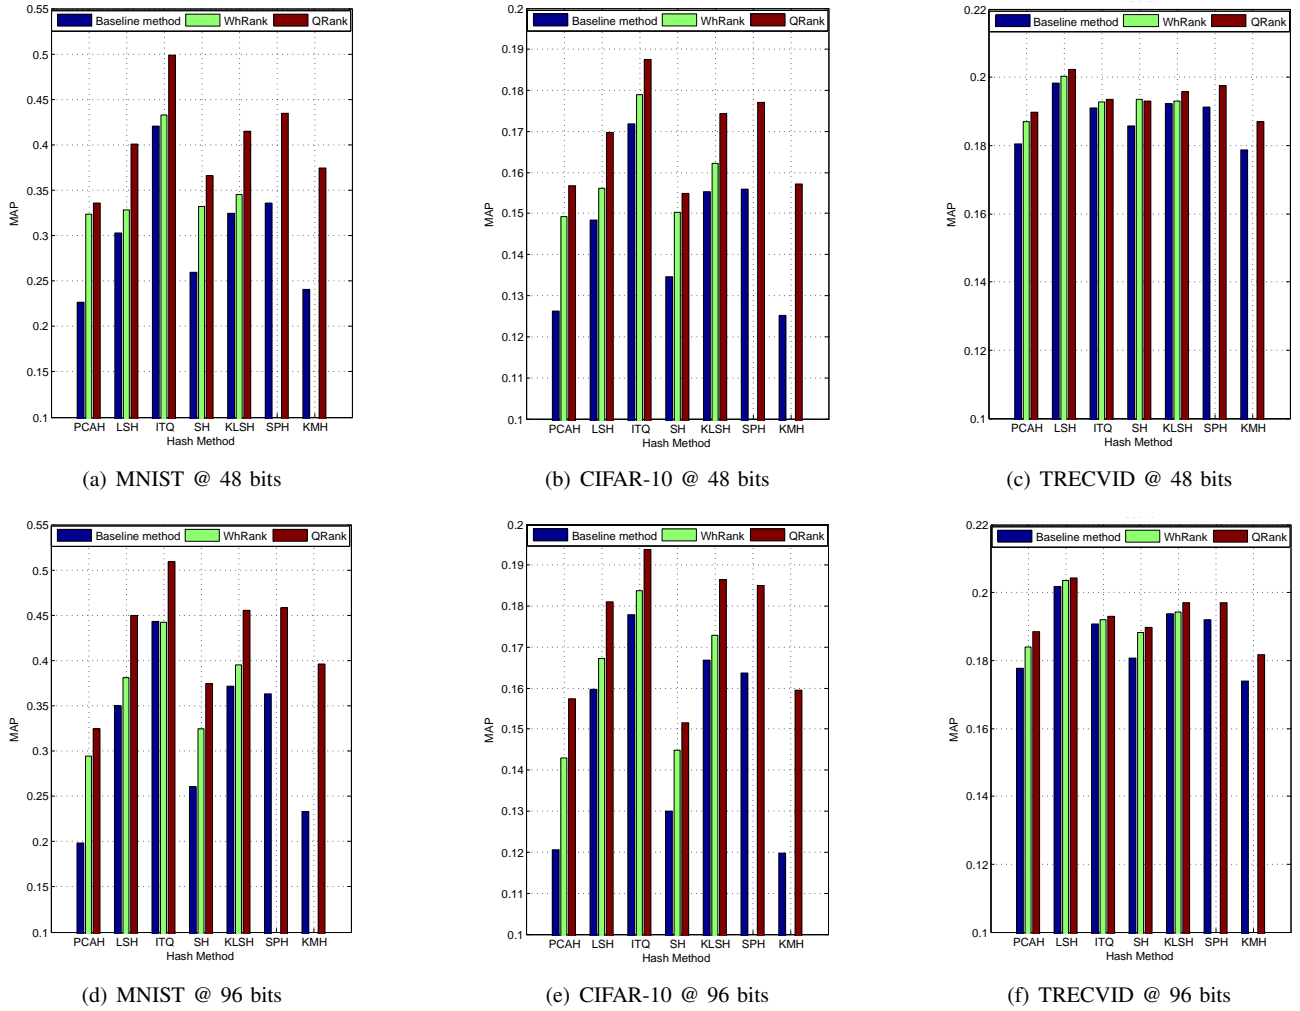 0.55
0.5
0.45
0.4
0.35
0.3
0.25
0.2
0.15
0.1
MAP
Baseline method WhRank QRank
PCAH LSH ITQ SH KLSH SPH KMH
Hash Method
(a) MNIST @ 48 bits
0.2
0.19
0.18
0.17
0.16
0.15
0.14
0.13
0.12
0.11
0.1
MAP
Baseline method WhRank QRank
PCAH LSH ITQ SH KLSH SPH KMH
Hash Method
(b) CIFAR-10 @ 48 bits
0.22
0.2
0.18
0.16
0.14
0.12
0.1
MAP
Baseline method WhRank QRank
PCAH LSH ITQ SH KLSH SPH KMH
Hash Method
(c) TRECVID @ 48 bits
0.55
0.5
0.45
0.4
0.35
0.3
0.25
0.2
0.15
0.1
MAP
Baseline method WhRank QRank
PCAH LSH ITQ SH KLSH SPH KMH
Hash Method
(d) MNIST @ 96 bits
0.2
0.19
0.18
0.17
0.16
0.15
0.14
0.13
0.12
0.11
0.1
MAP
Baseline method WhRank QRank
PCAH LSH ITQ SH KLSH SPH KMH
Hash Method
(e) CIFAR-10 @ 96 bits
0.22
0.2
0.18
0.16
0.14
0.12
0.1
MAP
Baseline method WhRank QRank
PCAH LSH ITQ SH KLSH SPH KMH
Hash Method
(f) TRECVID @ 96 bits